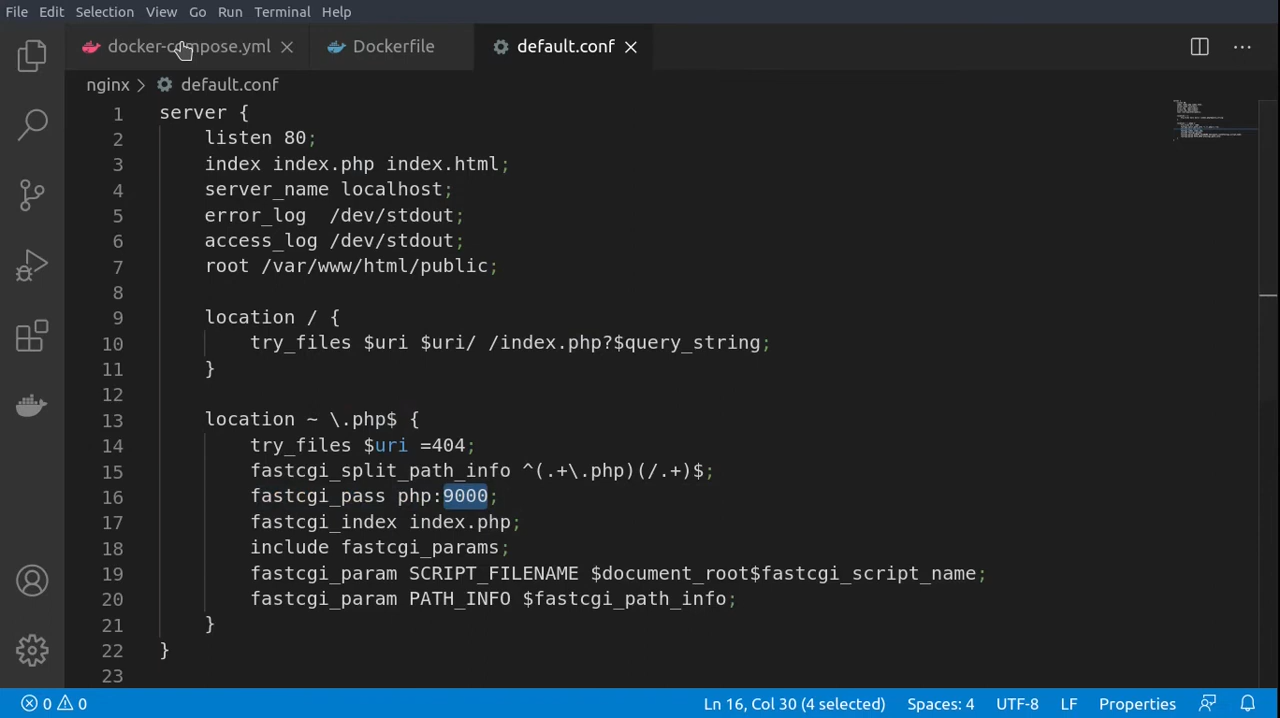 File Edit Selection View Go Run Terminal Help
docker-compose.yml Dockerfile default.conf
nginx > default.conf
1 server {
2 listen 80;
3 index index.php index.html;
4 server_name localhost;
5 error_log  /dev/stdout;
6 access_log /dev/stdout;
7 root /var/www/html/public;
8
9 location / {
10 try_files $uri $uri/ /index.php?$query_string;
11 }
12
13 location ~ \.php$ {
14 try_files $uri =404;
15 fastcgi_split_path_info ^(.+\.php)(/.+)$;
16 fastcgi_pass php:9000;
17 fastcgi_index index.php;
18 include fastcgi_params;
19 fastcgi_param SCRIPT_FILENAME $document_root$fastcgi_script_name;
20 fastcgi_param PATH_INFO $fastcgi_path_info;
21 }
22 }
23
0 0 Ln 16, Col 30 (4 selected) Spaces: 4 UTF-8 LF Properties